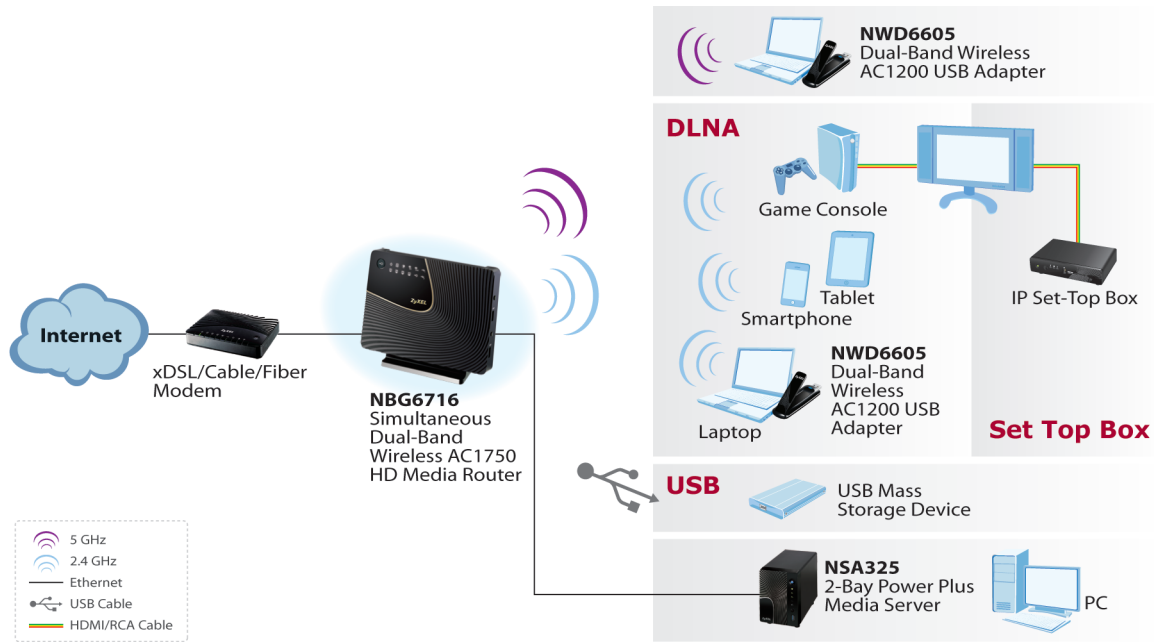 NWD6605
Dual-Band Wireless
AC1200 USB Adapter
DLNA
Game Console
Tablet
Smartphone
IP Set-Top Box
NWD6605
Dual-Band
Wireless
AC1200 USB
Adapter
Laptop
Set Top Box
Internet
xDSL/Cable/Fiber
Modem
ZyXEL
NBG6716
Simultaneous
Dual-Band
Wireless AC1750
HD Media Router
USB
USB Mass
Storage Device
NSA325
2-Bay Power Plus
Media Server
PC
5 GHz
2.4 GHz
Ethernet
USB Cable
HDMI/RCA Cable